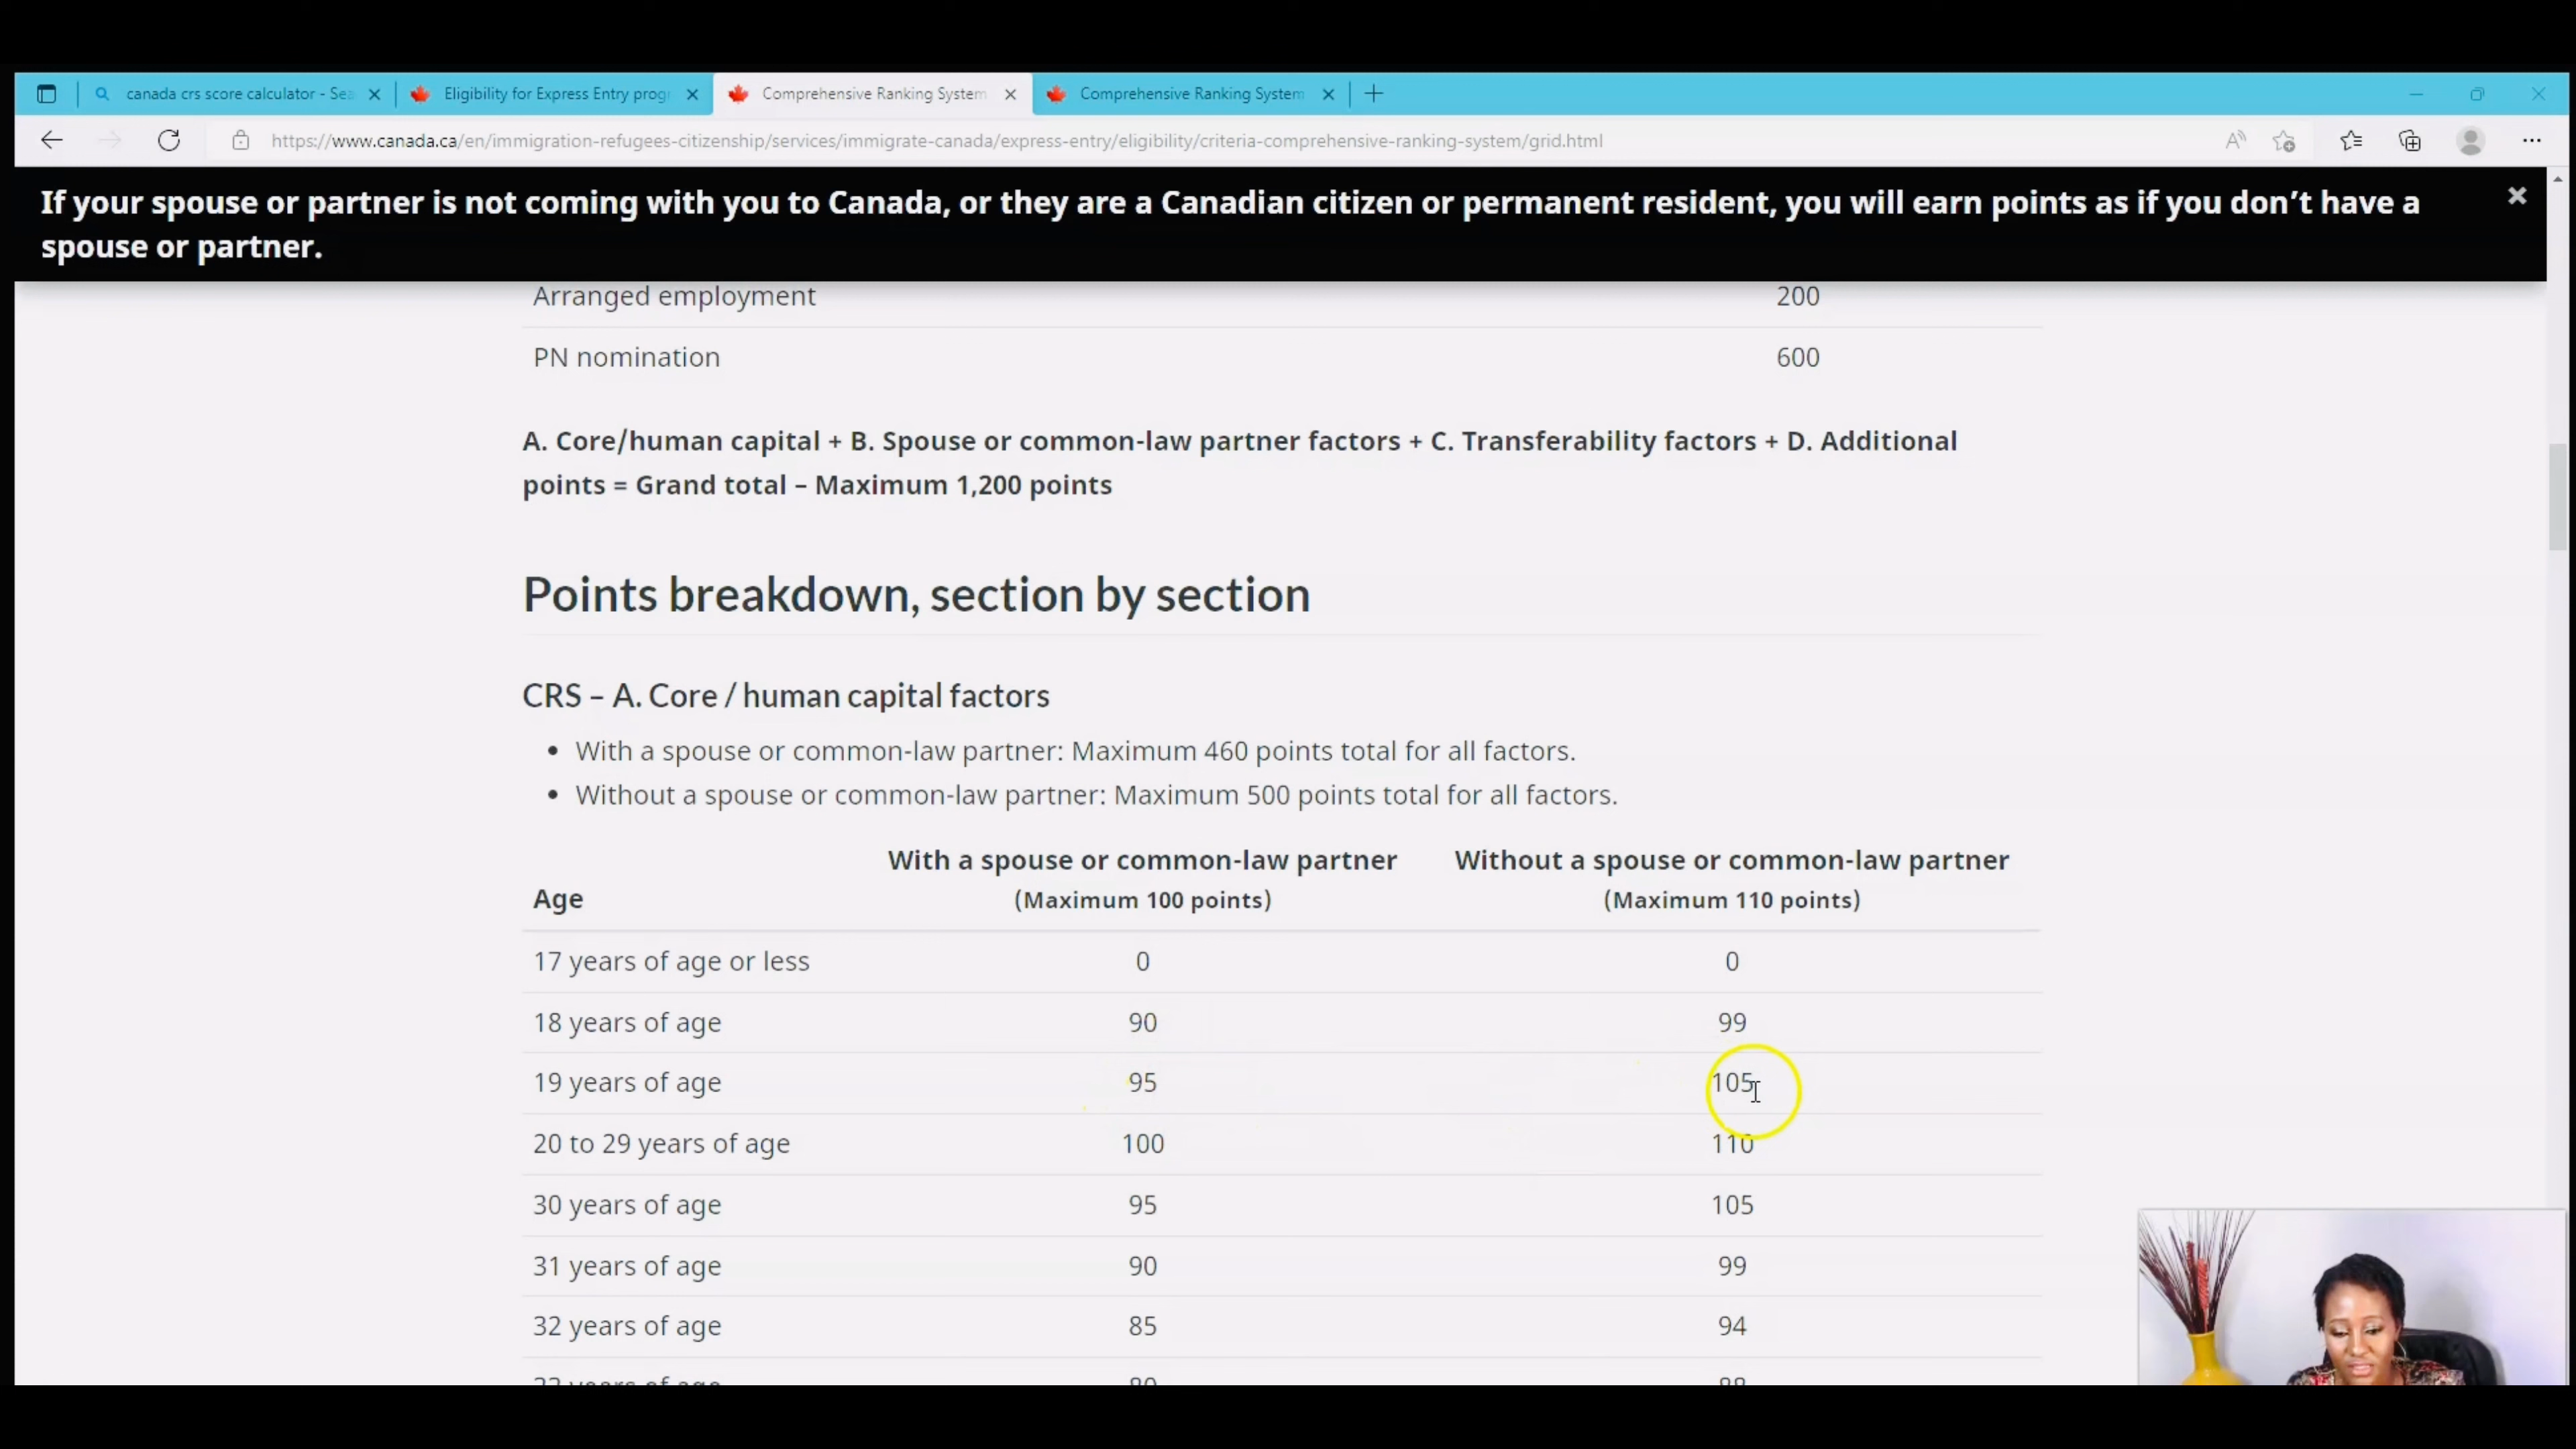 canada crs score calculator - Sea
Eligibility for Express Entry progr
Comprehensive Ranking System
Comprehensive Ranking System
https://www.canada.ca/en/immigration-refugees-citizenship/services/immigrate-canada/express-entry/eligibility/criteria-comprehensive-ranking-system/grid.html
If your spouse or partner is not coming with you to Canada, or they are a Canadian citizen or permanent resident, you will earn points as if you don’t have a
spouse or partner.
Arranged employment 200
PN nomination 600
A. Core/human capital + B. Spouse or common-law partner factors + C. Transferability factors + D. Additional
points = Grand total – Maximum 1,200 points
Points breakdown, section by section
CRS – A. Core / human capital factors
• With a spouse or common-law partner: Maximum 460 points total for all factors.
• Without a spouse or common-law partner: Maximum 500 points total for all factors.
With a spouse or common-law partner Without a spouse or common-law partner
Age (Maximum 100 points) (Maximum 110 points)
17 years of age or less 0 0
18 years of age 90 99
19 years of age 95 105
20 to 29 years of age 100 110
30 years of age 95 105
31 years of age 90 99
32 years of age 85 94
33 years of age 80 88